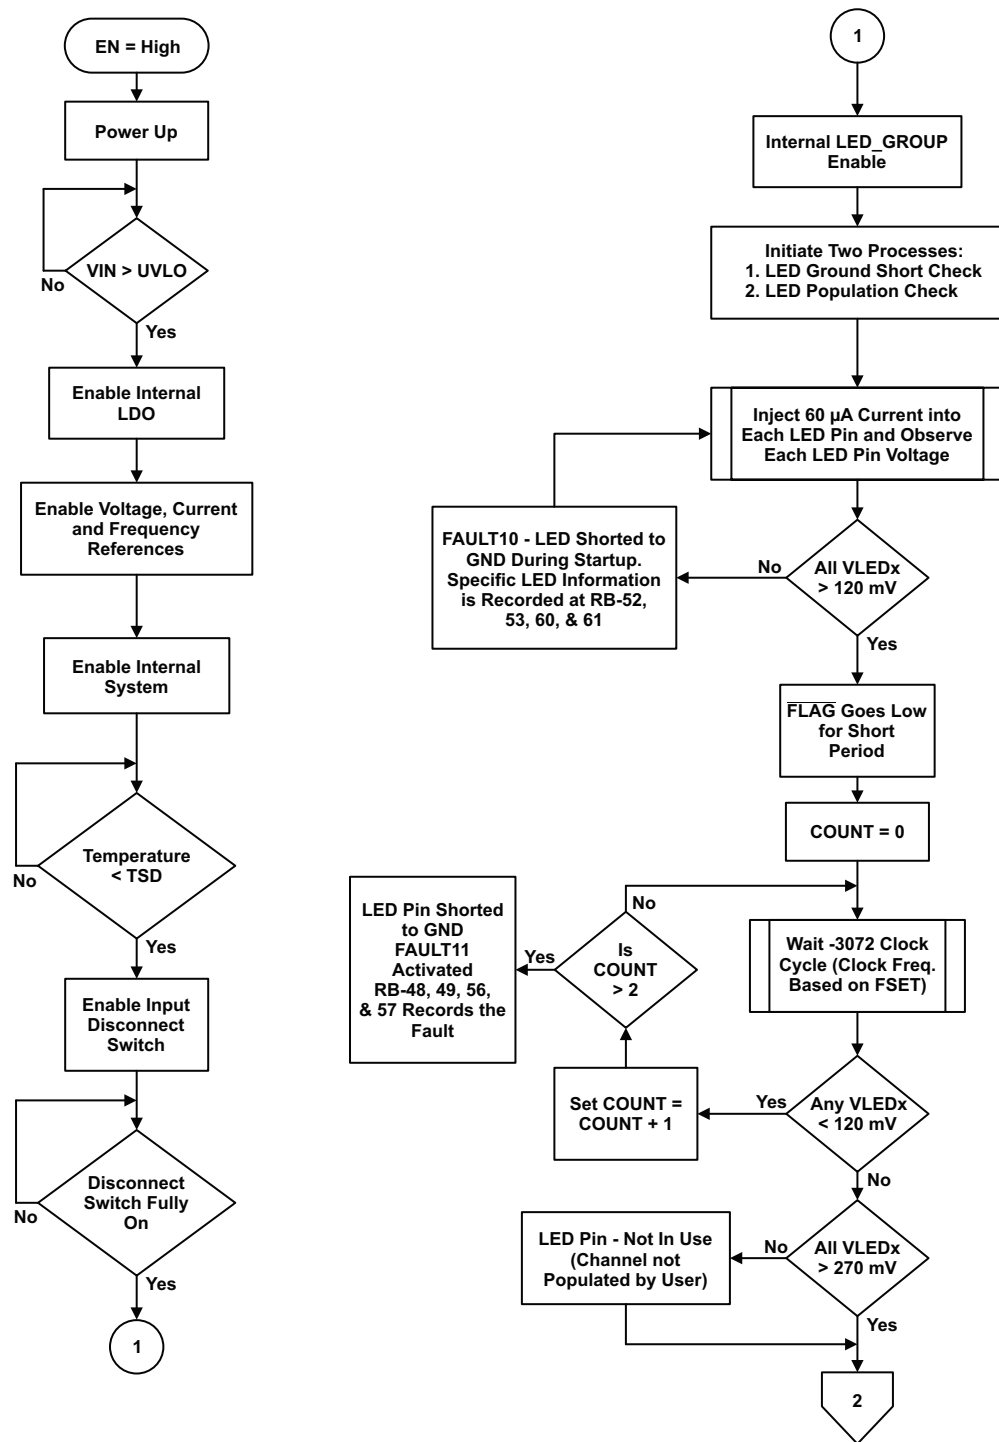 EN = High
Power Up
VIN > UVLO
No
Yes
Enable Internal
LDO
Enable Voltage, Current
and Frequency
References
Enable Internal
System
Temperature
< TSD
No
Yes
Enable Input
Disconnect
Switch
Disconnect
Switch Fully
On
No
Yes
1
1
Internal LED_GROUP
Enable
Initiate Two Processes:
1. LED Ground Short Check
2. LED Population Check
Inject 60 µA Current into
Each LED Pin and Observe
Each LED Pin Voltage
FAULT10 - LED Shorted to
GND During Startup.
Specific LED Information
is Recorded at RB-52,
53, 60, & 61
No
All VLEDx
> 120 mV
Yes
FLAG Goes Low
for Short
Period
COUNT = 0
LED Pin Shorted
to GND
FAULT11
Activated
RB-48, 49, 56,
& 57 Records the
Fault
Yes
No
Is
COUNT
> 2
Wait -3072 Clock
Cycle (Clock Freq.
Based on FSET)
Set COUNT =
COUNT + 1
Yes
Any VLEDx
< 120 mV
No
LED Pin - Not In Use
(Channel not
Populated by User)
No
All VLEDx
> 270 mV
Yes
2